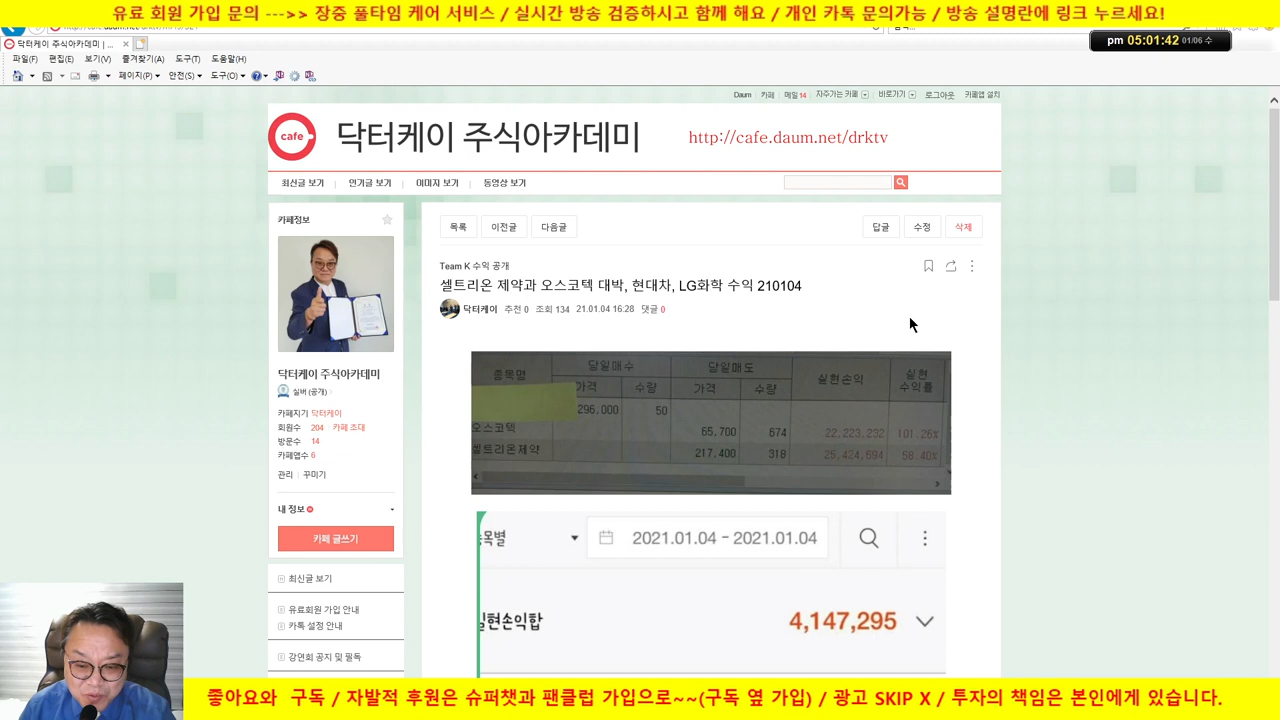 유료 회원 가입 문의 --->> 장중 풀타임 케어 서비스 / 실시간 방송 검증하시고 함께 해요 / 개인 카톡 문의가능 / 방송 설명란에 링크 누르세요!
pm 05:01:42 01/06 수
닥터케이 주식아카데미 | ...
파일(F) 편집(E) 보기(V) 즐겨찾기(A) 도구(T) 도움말(H)
페이지(P) 안전(S) 도구(O)
Daum 카페 메일 14 자주가는 카페 바로가기 로그아웃 카페앱 설치
cafe 닥터케이 주식아카데미 http://cafe.daum.net/drktv
최신글 보기 | 인기글 보기 | 이미지 보기 | 동영상 보기
카페정보
목록 이전글 다음글 답글 수정 삭제
Team K 수익 공개
셀트리온 제약과 오스코텍 대박, 현대차, LG화학 수익 210104
닥터케이 추천 0 조회 134 21.01.04 16:28 댓글 0
닥터케이 주식아카데미
실버 (공개)
카페지기 닥터케이
회원수 204 카페 초대
방문수 14
카페앱수 6
관리 꾸미기
내 정보
카페 글쓰기
최신글 보기
유료회원 가입 안내
카톡 설정 안내
강연회 공지 및 필독
종목명 당일매수 당일매도 실현손익 실현수익률
가격 수량 가격 수량
296,000 50
오스코텍 65,700 674 22,223,232 101.26%
셀트리온제약 217,400 318 25,424,694 58.40%
목별 2021.01.04 - 2021.01.04
실현손익합 4,147,295
좋아요와 구독 / 자발적 후원은 슈퍼챗과 팬클럽 가입으로~~(구독 옆 가입) / 광고 SKIP X / 투자의 책임은 본인에게 있습니다.